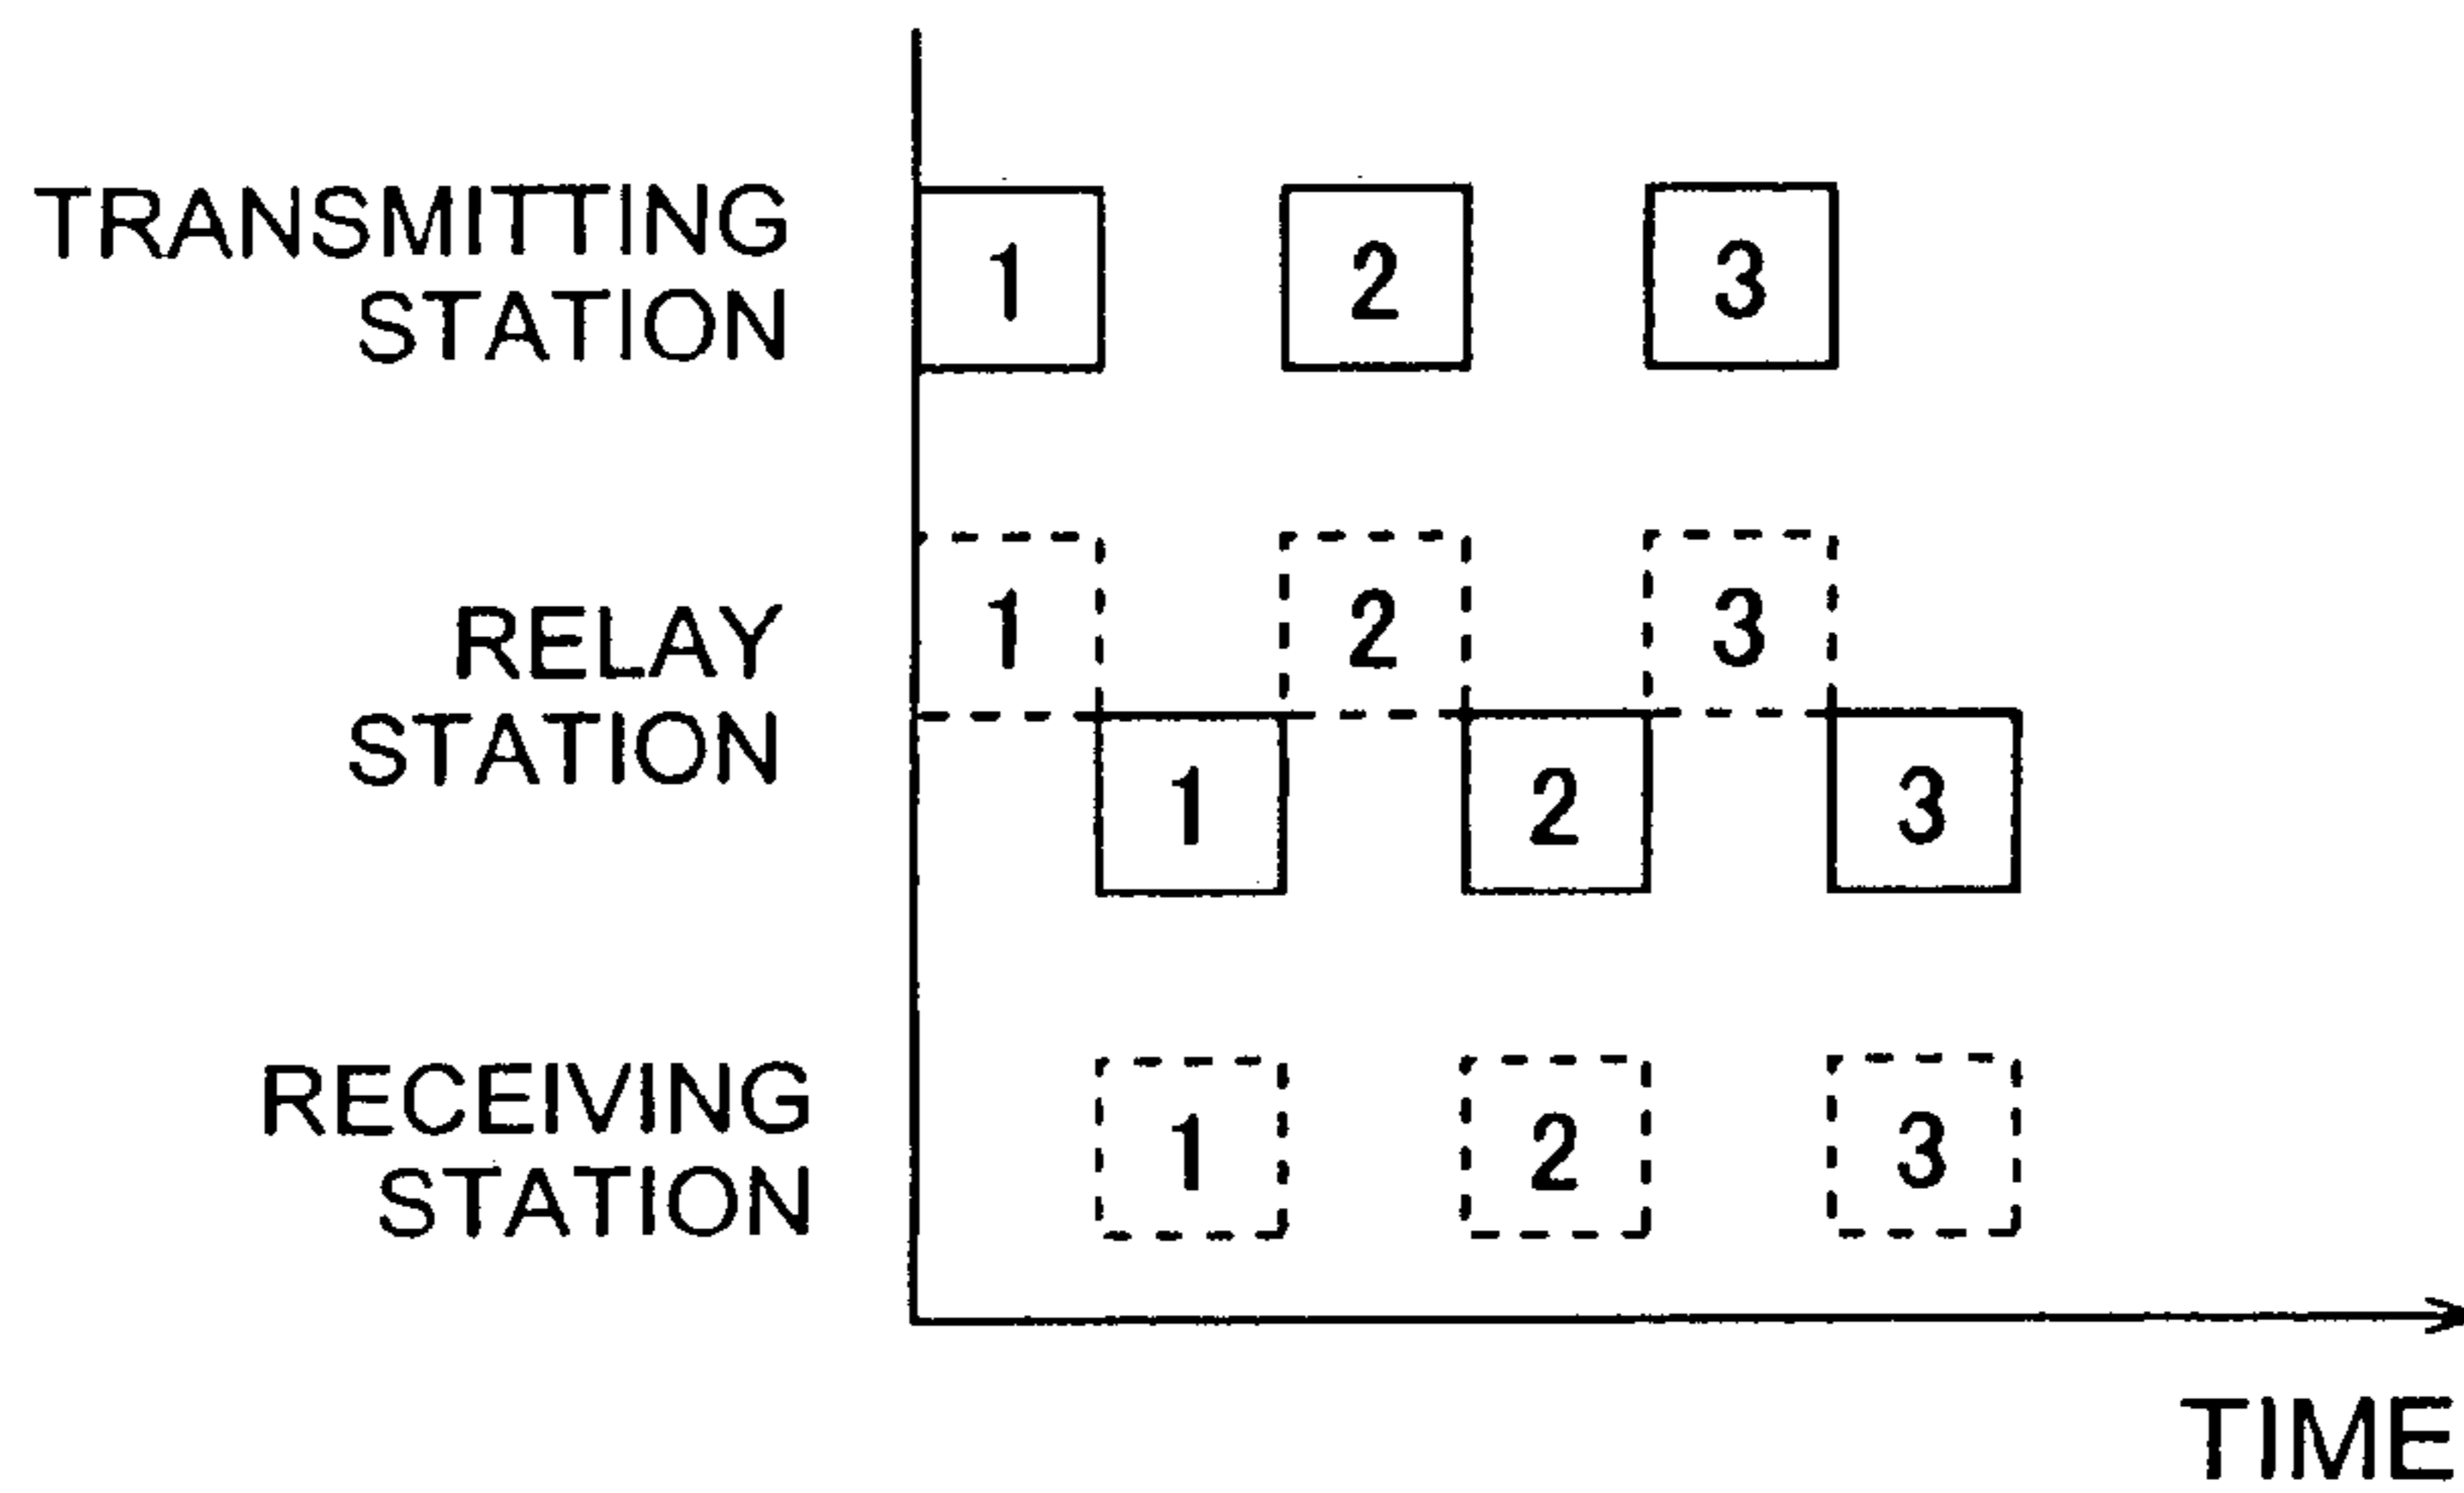 TRANSMITTING
STATION
1 2 3
RELAY
STATION
1 2 3
1 2 3
RECEIVING
STATION
1 2 3
TIME